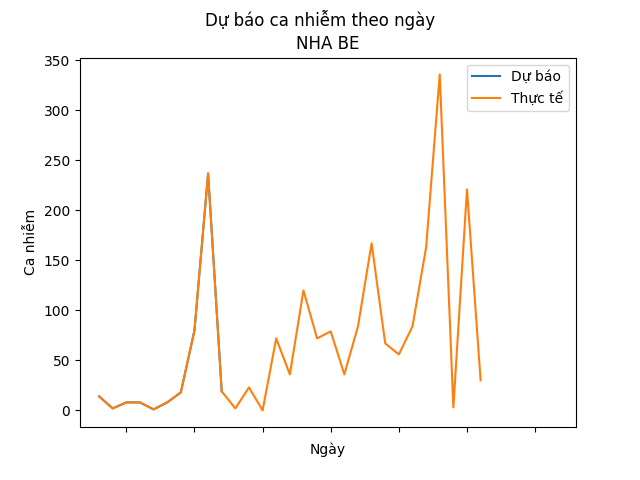 Dự báo ca nhiễm theo ngày
NHA BE
350
300
250
200
150
100
50
0
Ca nhiễm
Ngày
Dự báo
Thực tế